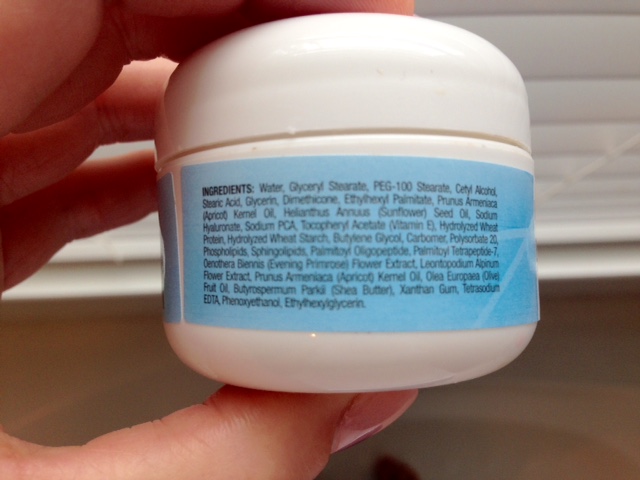 INGREDIENTS: Water, Glyceryl Stearate, PEG-100 Stearate, Cetyl Alcohol,
Stearic Acid, Glycerin, Dimethicone, Ethylhexyl Palmitate, Prunus Armeniaca
(Apricot) Kernel Oil, Helianthus Annuus (Sunflower) Seed Oil, Sodium
Hyaluronate, Sodium PCA, Tocopheryl Acetate (Vitamin E), Hydrolyzed Wheat
Protein, Hydrolyzed Wheat Starch, Butylene Glycol, Carbomer, Polysorbate 20,
Phospholipids, Sphingolipids, Palmitoyl Oligopeptide, Palmitoyl Tetrapeptide-7,
Oenothera Biennis (Evening Primrose) Flower Extract, Leontopodium Alpinum
Flower Extract, Prunus Armeniaca (Apricot) Kernel Oil, Olea Europaea (Olive)
Fruit Oil, Butyrospermum Parkii (Shea Butter), Xanthan Gum, Tetrasodium
EDTA, Phenoxyethanol, Ethylhexylglycerin.